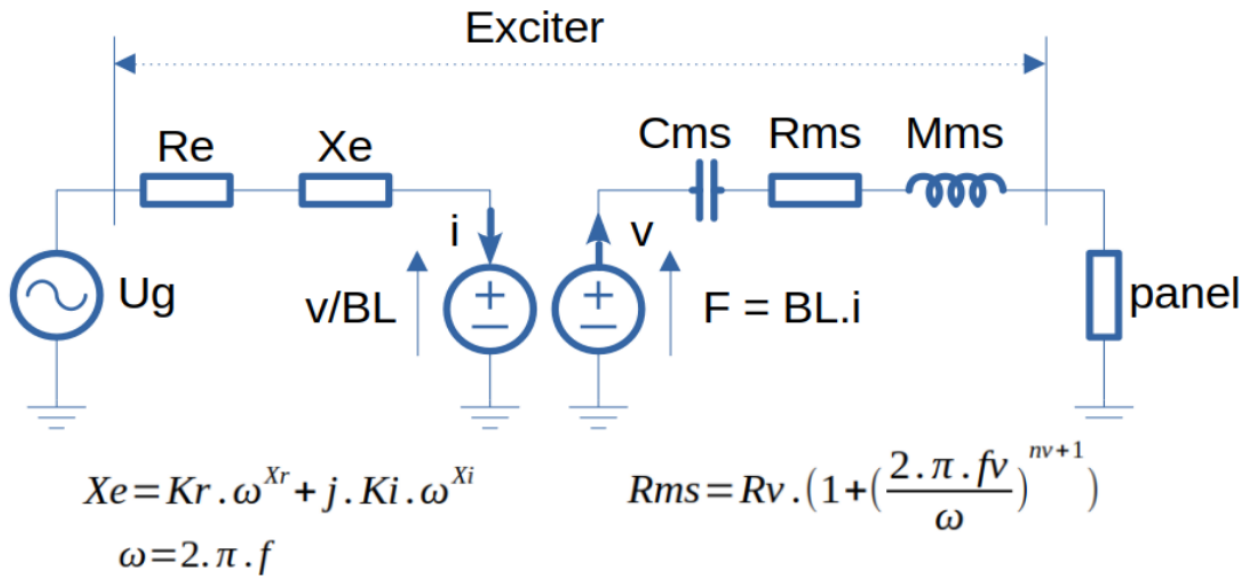 Exciter
Re Xe Cms Rms Mms
i v
Ug v/BL F = BL.i panel
Xe=Kr.ω^Xr+j.Ki.ω^Xi
Rms=Rv.(1+(2.π.fv/ω)^nv+1)
ω=2.π.f